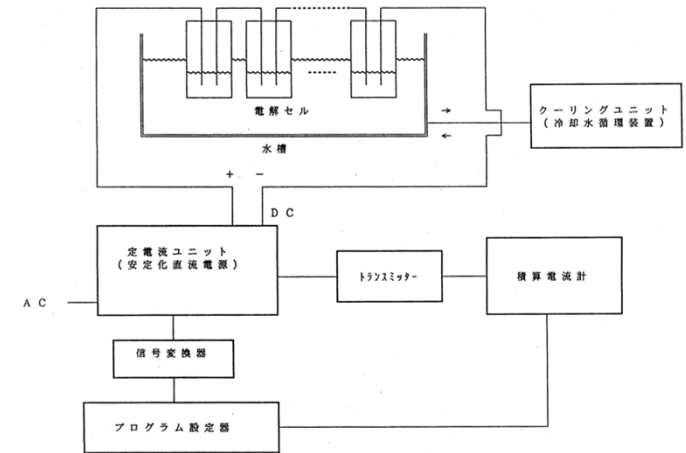 電解セル
水槽
クーリングユニット
（冷却水循環装置）
+ −
DC
定電流ユニット
（安定化直流電源）
トランスミッター
積算電流計
AC
信号変換器
プログラム設定器